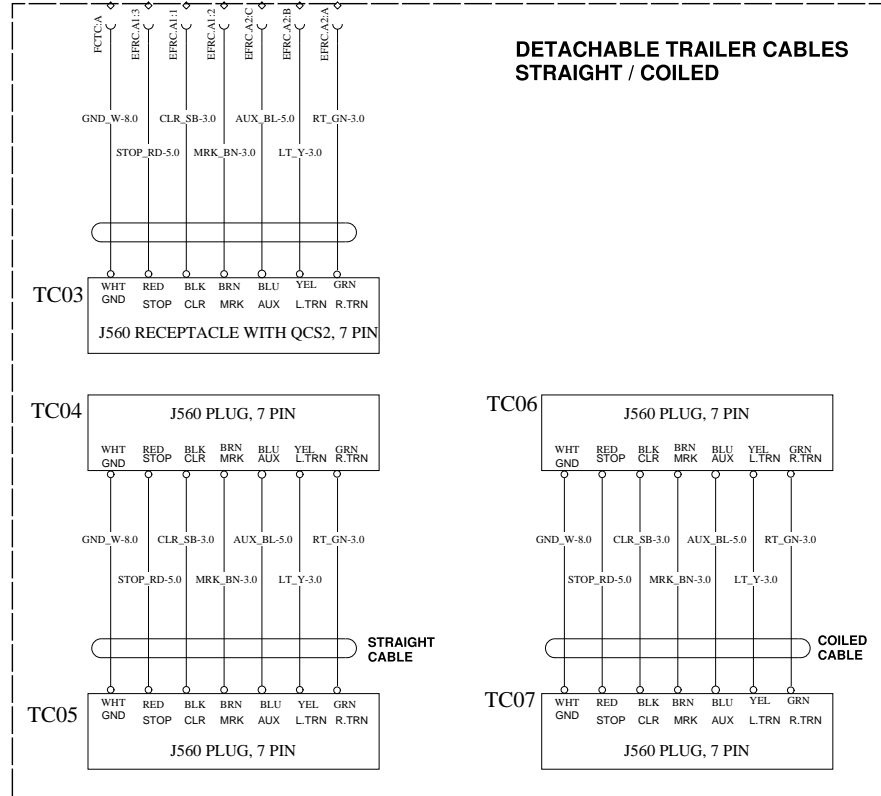 FCTC:A
EFRC.A1:3
EFRC.A1:1
EFRC.A1:2
EFRC.A2:C
EFRC.A2:B
EFRC.A2:A
DETACHABLE TRAILER CABLES
STRAIGHT / COILED
GND_W-8.0 CLR_SB-3.0 AUX_BL-5.0 RT_GN-3.0
STOP_RD-5.0 MRK_BN-3.0 LT_Y-3.0
TC03
WHT RED BLK BRN BLU YEL GRN
GND STOP CLR MRK AUX L.TRN R.TRN
J560 RECEPTACLE WITH QCS2, 7 PIN
TC04
J560 PLUG, 7 PIN
WHT RED BLK BRN BLU YEL GRN
GND STOP CLR MRK AUX L.TRN R.TRN
GND_W-8.0 CLR_SB-3.0 AUX_BL-5.0 RT_GN-3.0
STOP_RD-5.0 MRK_BN-3.0 LT_Y-3.0
STRAIGHT
CABLE
TC05
WHT RED BLK BRN BLU YEL GRN
GND STOP CLR MRK AUX L.TRN R.TRN
J560 PLUG, 7 PIN
TC06
J560 PLUG, 7 PIN
WHT RED BLK BRN BLU YEL GRN
GND STOP CLR MRK AUX L.TRN R.TRN
GND_W-8.0 CLR_SB-3.0 AUX_BL-5.0 RT_GN-3.0
STOP_RD-5.0 MRK_BN-3.0 LT_Y-3.0
COILED
CABLE
TC07
WHT RED BLK BRN BLU YEL GRN
GND STOP CLR MRK AUX L.TRN R.TRN
J560 PLUG, 7 PIN